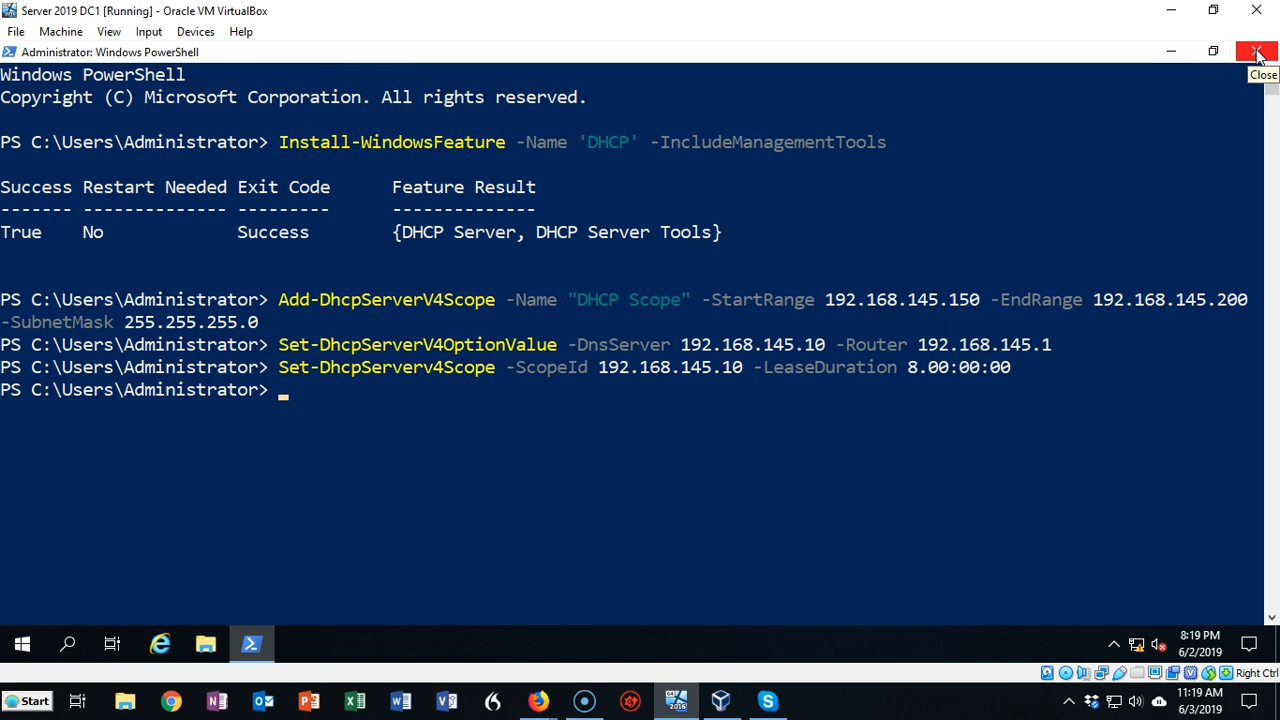 Server 2019 DC1 [Running] - Oracle VM VirtualBox
File Machine View Input Devices Help
Administrator: Windows PowerShell
Close
Windows PowerShell
Copyright (C) Microsoft Corporation. All rights reserved.
PS C:\Users\Administrator> Install-WindowsFeature -Name 'DHCP' -IncludeManagementTools
Success Restart Needed Exit Code      Feature Result
------- -------------- ---------      --------------
True    No             Success        {DHCP Server, DHCP Server Tools}
PS C:\Users\Administrator> Add-DhcpServerV4Scope -Name "DHCP Scope" -StartRange 192.168.145.150 -EndRange 192.168.145.200
-SubnetMask 255.255.255.0
PS C:\Users\Administrator> Set-DhcpServerV4OptionValue -DnsServer 192.168.145.10 -Router 192.168.145.1
PS C:\Users\Administrator> Set-DhcpServerv4Scope -ScopeId 192.168.145.10 -LeaseDuration 8.00:00:00
PS C:\Users\Administrator>
8:19 PM
6/2/2019
Right Ctrl
Start
11:19 AM
6/3/2019